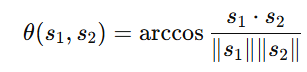 θ(s₁, s₂) = arccos (s₁ · s₂) / (‖s₁‖‖s₂‖)